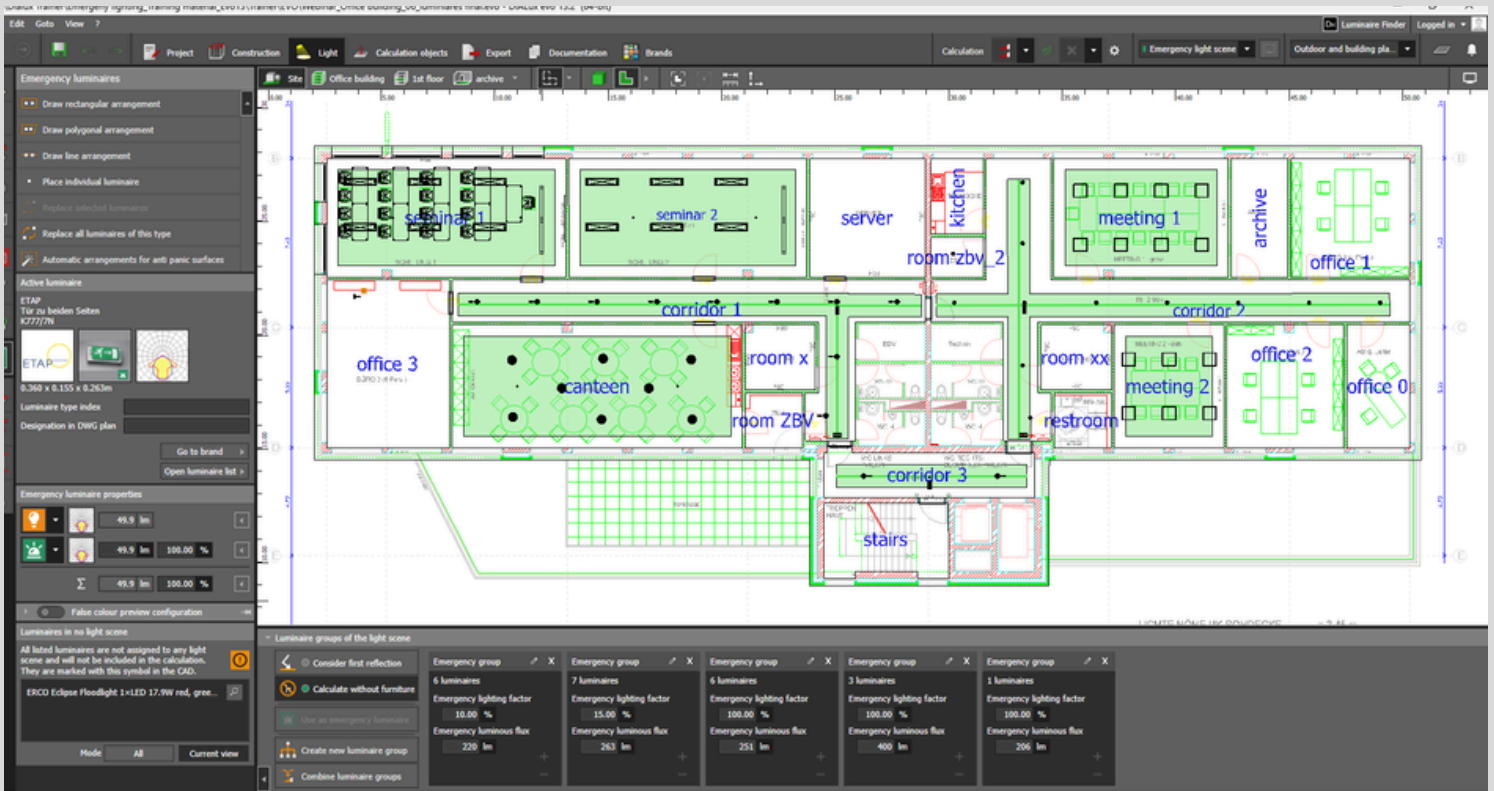 Edit Goto View ?
Luminaire Finder Logged in
Project Construction Light Calculation objects Export Documentation Brands
Calculation Emergency light scene Outdoor and building pla...
Emergency luminaires
Site Office building 1st floor archive
Draw rectangular arrangement
Draw polygonal arrangement
Draw line arrangement
Place individual luminaire
Replace selected luminaires
Replace all luminaires of this type
Automatic arrangements for anti panic surfaces
Active luminaire
ETAP
Tür zu beiden Seiten
K777/7N
ETAP
0.360 x 0.155 x 0.263m
Luminaire type index
Designation in DWG plan
Go to brand
Open luminaire list
Emergency luminaire properties
49.9 lm
49.9 lm 100.00 %
Σ 49.9 lm 100.00 %
False colour preview configuration
Luminaires in no light scene
All listed luminaires are not assigned to any light
scene and will not be included in the calculation.
They are marked with this symbol in the CAD.
ERCO Eclipse Floodlight 1×LED 17.9W red, gree...
Mode All Current view
seminar 1
seminar 2
server
kitchen
room zbv_2
meeting 1
archive
office 1
corridor 1
corridor 2
office 3
canteen
room x
room ZBV
room xx
restroom
meeting 2
office 2
office 0
corridor 3
stairs
Luminaire groups of the light scene
Consider first reflection
Calculate without furniture
Use as emergency luminaire
Create new luminaire group
Combine luminaire groups
Emergency group X
6 luminaires
Emergency lighting factor
10.00 %
Emergency luminous flux
220 lm
Emergency group X
7 luminaires
Emergency lighting factor
15.00 %
Emergency luminous flux
263 lm
Emergency group X
6 luminaires
Emergency lighting factor
100.00 %
Emergency luminous flux
251 lm
Emergency group X
3 luminaires
Emergency lighting factor
100.00 %
Emergency luminous flux
400 lm
Emergency group X
1 luminaires
Emergency lighting factor
100.00 %
Emergency luminous flux
206 lm